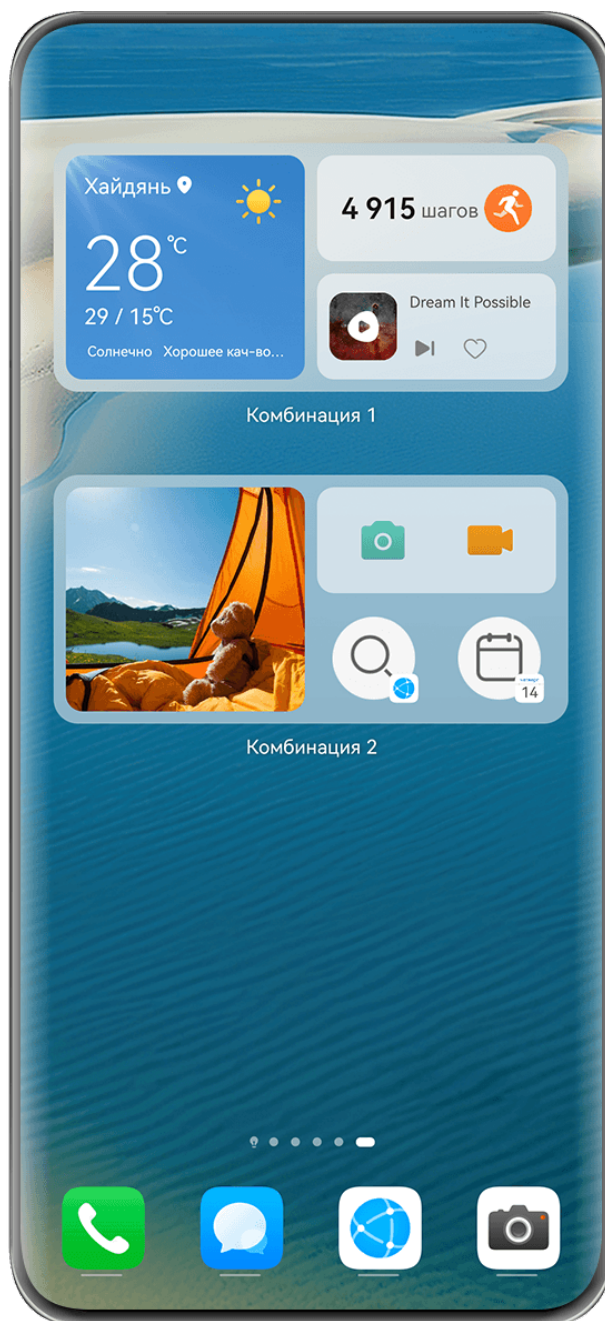 Хайдянь
28°C
29 / 15°C
Солнечно Хорошее кач-во...
4 915 шагов
Dream It Possible
Комбинация 1
14
Комбинация 2